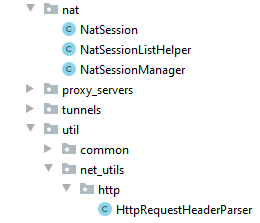 nat
NatSession
NatSessionListHelper
NatSessionManager
proxy_servers
tunnels
util
common
net_utils
http
HttpRequestHeaderParser